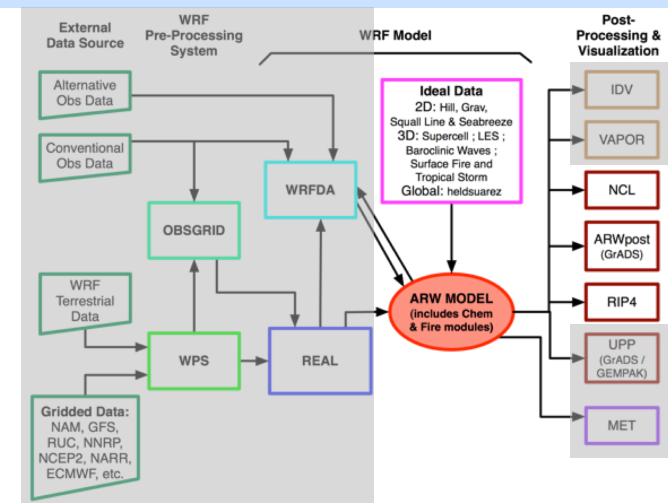 External
Data Source
WRF
Pre-Processing
System
WRF Model
Post-
Processing &
Visualization
Alternative
Obs Data
Conventional
Obs Data
WRF
Terrestrial
Data
Gridded Data:
NAM, GFS,
RUC, NNRP,
NCEP2, NARR,
ECMWF, etc.
OBSGRID
WPS
WRFDA
REAL
Ideal Data
2D: Hill, Grav,
Squall Line & Seabreeze
3D: Supercell ; LES ;
Baroclinic Waves ;
Surface Fire and
Tropical Storm
Global: heldsuarez
ARW MODEL
(includes Chem
& Fire modules)
IDV
VAPOR
NCL
ARWpost
(GrADS)
RIP4
UPP
(GrADS /
GEMPAK)
MET